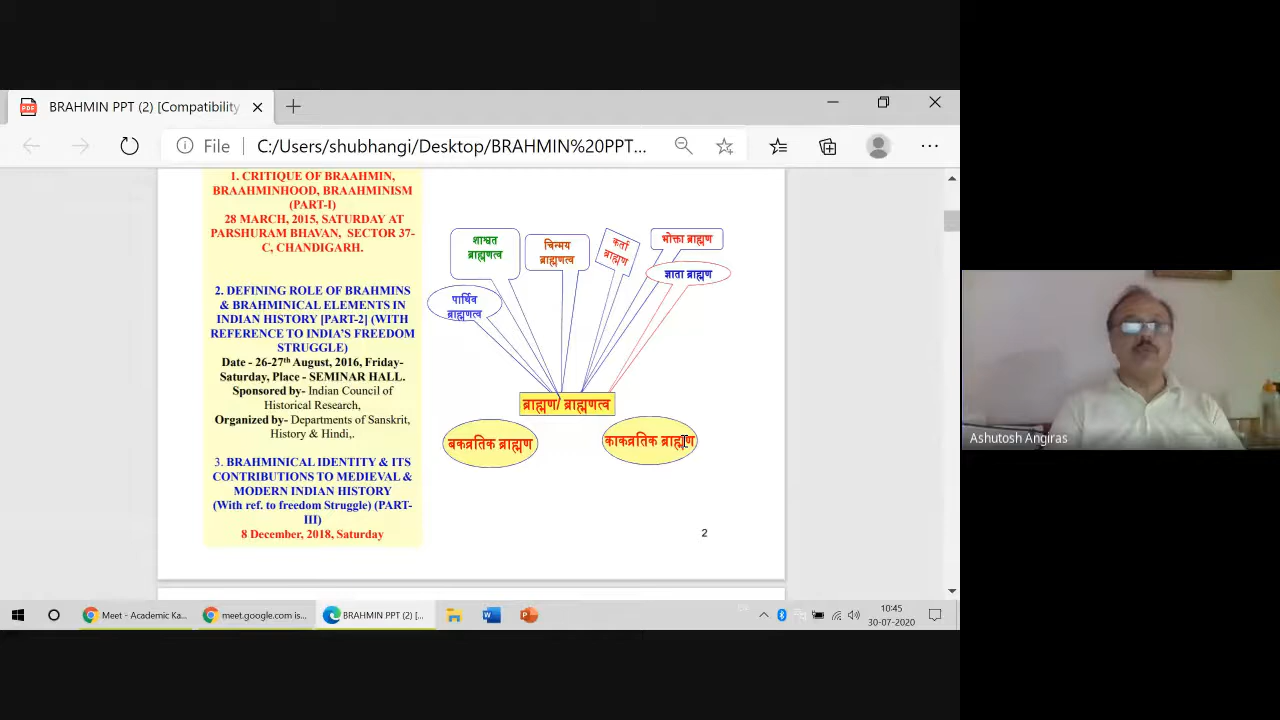 BRAHMIN PPT (2) [Compatibility
File
C:/Users/shubhangi/Desktop/BRAHMIN%20PPT...
1. CRITIQUE OF BRAAHMIN,
BRAAHMINHOOD, BRAAHMINISM
(PART-I)
28 MARCH, 2015, SATURDAY AT
PARSHURAM BHAVAN, SECTOR 37-
C, CHANDIGARH.
2. DEFINING ROLE OF BRAHMINS
& BRAHMINICAL ELEMENTS IN
INDIAN HISTORY [PART-2] (WITH
REFERENCE TO INDIA'S FREEDOM
STRUGGLE)
Date - 26-27th August, 2016, Friday-
Saturday, Place - SEMINAR HALL.
Sponsored by- Indian Council of
Historical Research,
Organized by- Departments of Sanskrit,
History & Hindi,.
3. BRAHMINICAL IDENTITY & ITS
CONTRIBUTIONS TO MEDIEVAL &
MODERN INDIAN HISTORY
(With ref. to freedom Struggle) (PART-
III)
8 December, 2018, Saturday
शाश्वत
ब्राह्मणत्व
चिन्मय
ब्राह्मणत्व
कर्ता
ब्राह्मण
भोक्ता ब्राह्मण
ज्ञाता ब्राह्मण
पार्थिव
ब्राह्मणत्व
ब्राह्मण/ ब्राह्मणत्व
बकव्रतिक ब्राह्मण
काकव्रतिक ब्राह्मण
2
Ashutosh Angiras
Meet - Academic Ka...
meet.google.com is...
BRAHMIN PPT (2) [...
10:45
30-07-2020